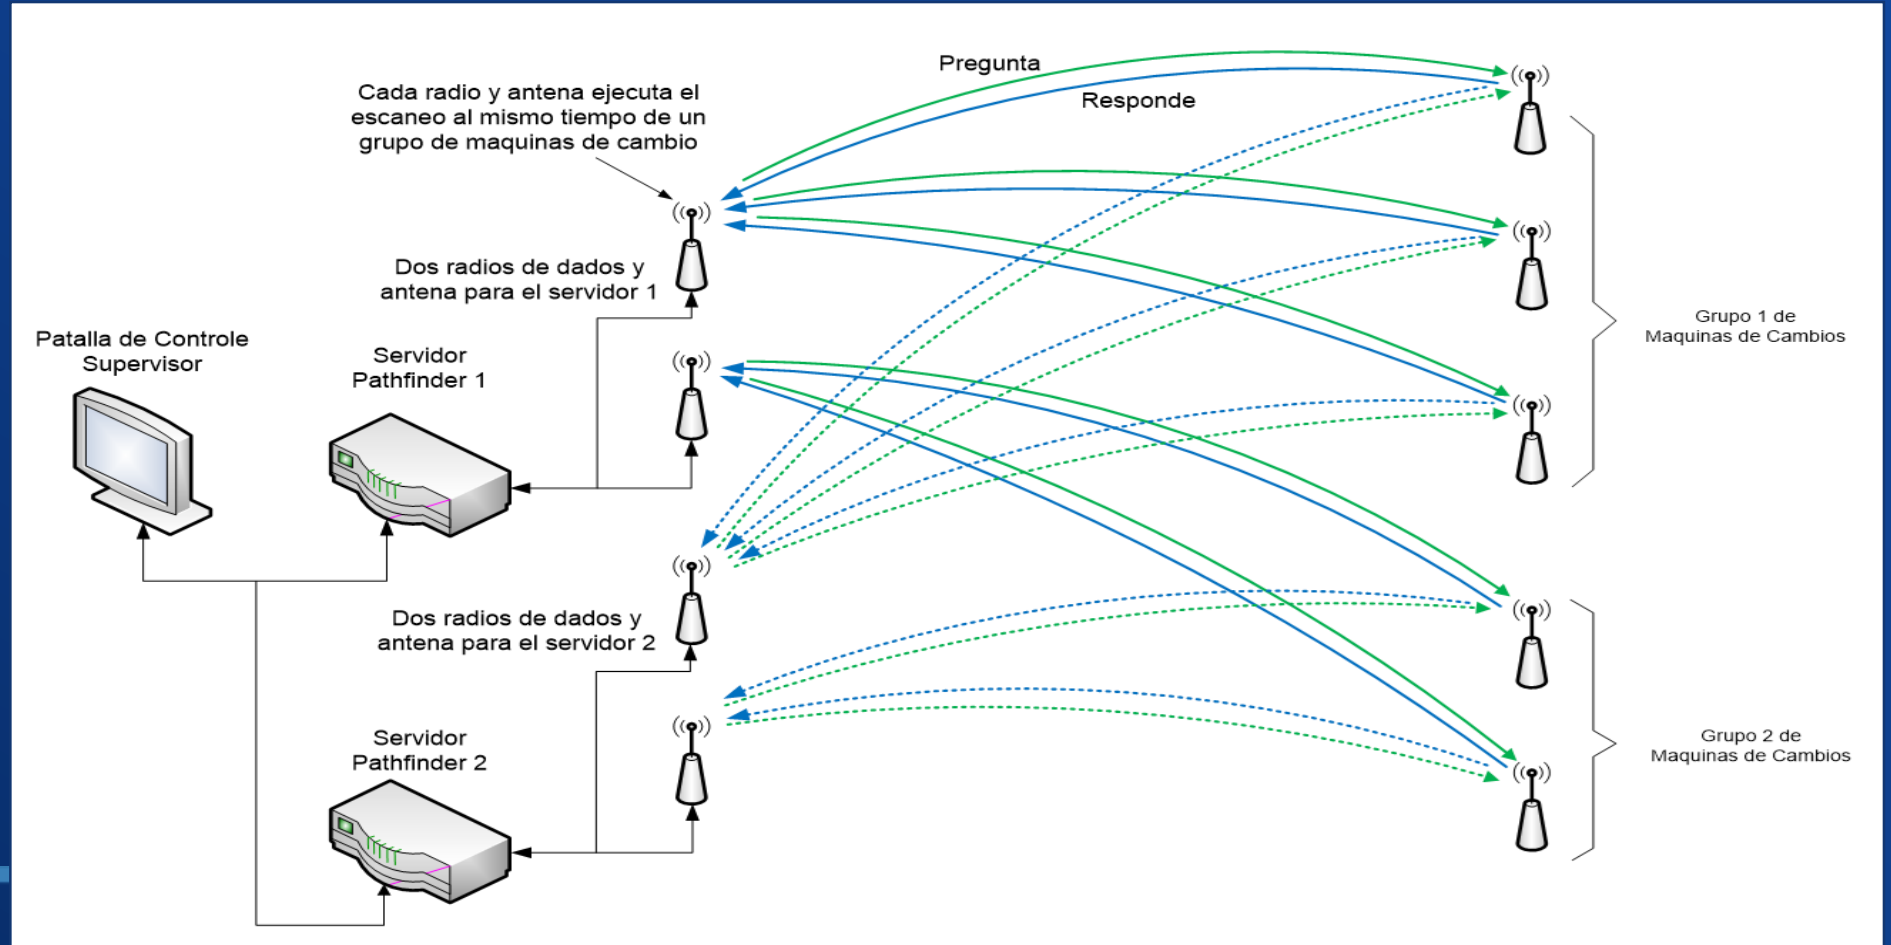 Pregunta
Cada radio y antena ejecuta el
escaneo al mismo tiempo de un
grupo de maquinas de cambio
Responde
Dos radios de dados y
antena para el servidor 1
Patalla de Controle
Supervisor
Servidor
Pathfinder 1
Grupo 1 de
Maquinas de Cambios
Dos radios de dados y
antena para el servidor 2
Servidor
Pathfinder 2
Grupo 2 de
Maquinas de Cambios